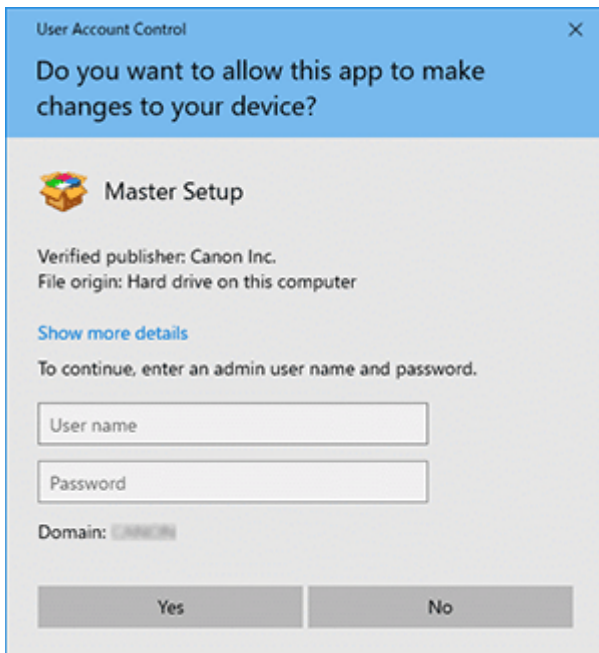 User Account Control
Do you want to allow this app to make
changes to your device?
Master Setup
Verified publisher: Canon Inc.
File origin: Hard drive on this computer
Show more details
To continue, enter an admin user name and password.
User name
Password
Domain:
Yes No